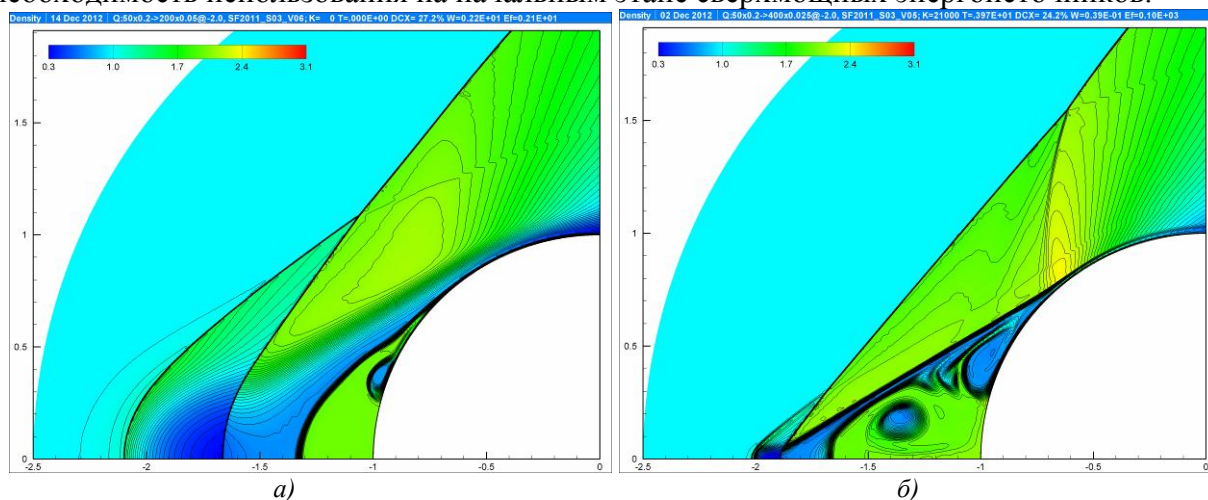 необходимость использования на начальным этапе сверхмощных энергоисточников.
Density 14 Dec 2012 Q:50x0.2->200x0.05@-2.0, SF2011_S03_V06; K= 0 T=.000E+00 DCX= 27.2% W=0.22E+01 Ef=0.21E+01
0.3 1.0 1.7 2.4 3.1
1.5
1
0.5
0
-2.5 -2 -1.5 -1 -0.5 0
а)
Density 02 Dec 2012 Q:50x0.2->400x0.025@-2.0, SF2011_S03_V05; K=21000 T=.397E+01 DCX= 24.2% W=0.39E-01 Ef=0.10E+03
0.3 1.0 1.7 2.4 3.1
1.5
1
0.5
0
-2.5 -2 -1.5 -1 -0.5 0
б)